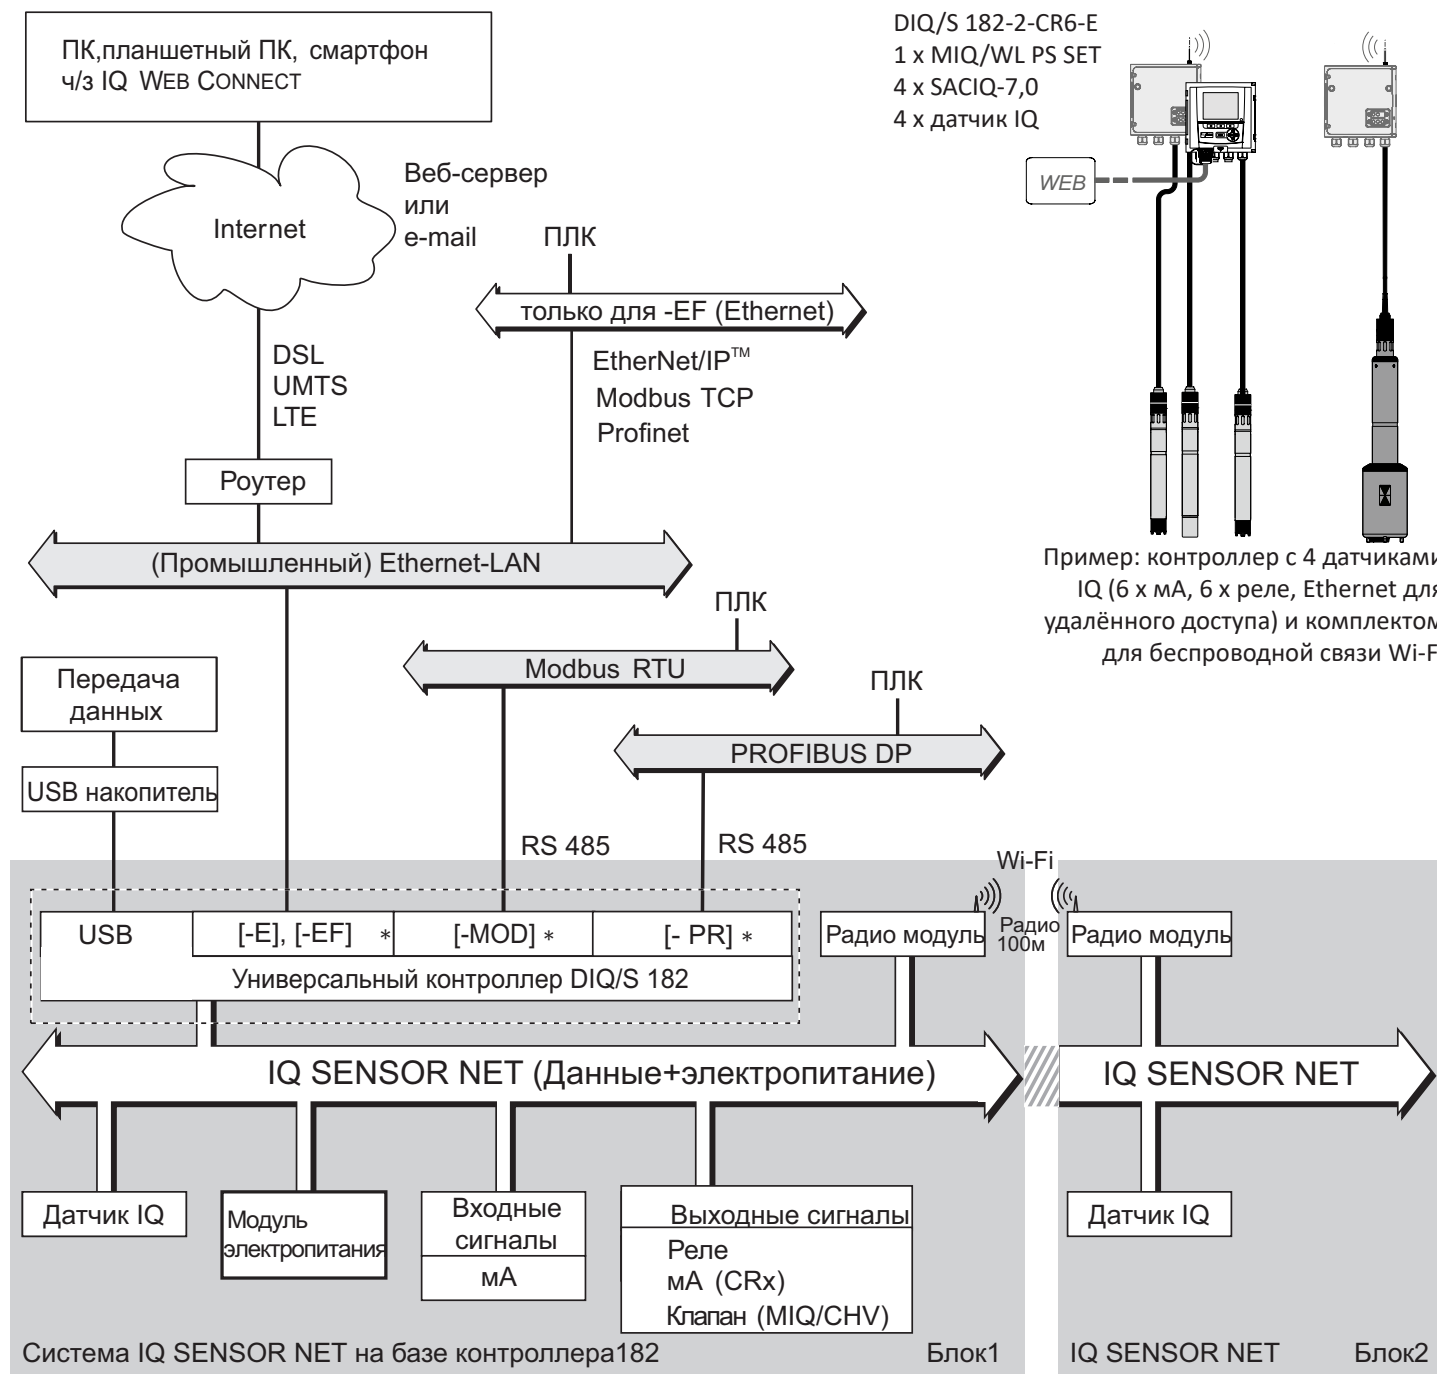 ПК,планшетный ПК, смартфон
ч/з IQ WEB CONNECT
Internet
Веб-сервер
или
e-mail
ПЛК
только для -EF (Ethernet)
DSL
UMTS
LTE
EtherNet/IP™
Modbus TCP
Profinet
Роутер
(Промышленный) Ethernet-LAN
DIQ/S 182-2-CR6-E
1 x MIQ/WL PS SET
4 x SACIQ-7,0
4 x датчик IQ
WEB
Пример: контроллер с 4 датчиками
IQ (6 x мА, 6 x реле, Ethernet для
удалённого доступа) и комплектом
для беспроводной связи Wi-F
ПЛК
Modbus RTU
Передача
данных
ПЛК
PROFIBUS DP
USB накопитель
RS 485
RS 485
Wi-Fi
USB
[-E], [-EF] *
[-MOD] *
[- PR] *
Универсальный контроллер DIQ/S 182
Радио модуль
Радио
100м
Радио модуль
IQ SENSOR NET (Данные+электропитание)
IQ SENSOR NET
Датчик IQ
Модуль
электропитания
Входные
сигналы
мА
Выходные сигналы
Реле
мА (CRx)
Клапан (MIQ/CHV)
Датчик IQ
Система IQ SENSOR NET на базе контроллера182
Блок1
IQ SENSOR NET
Блок2